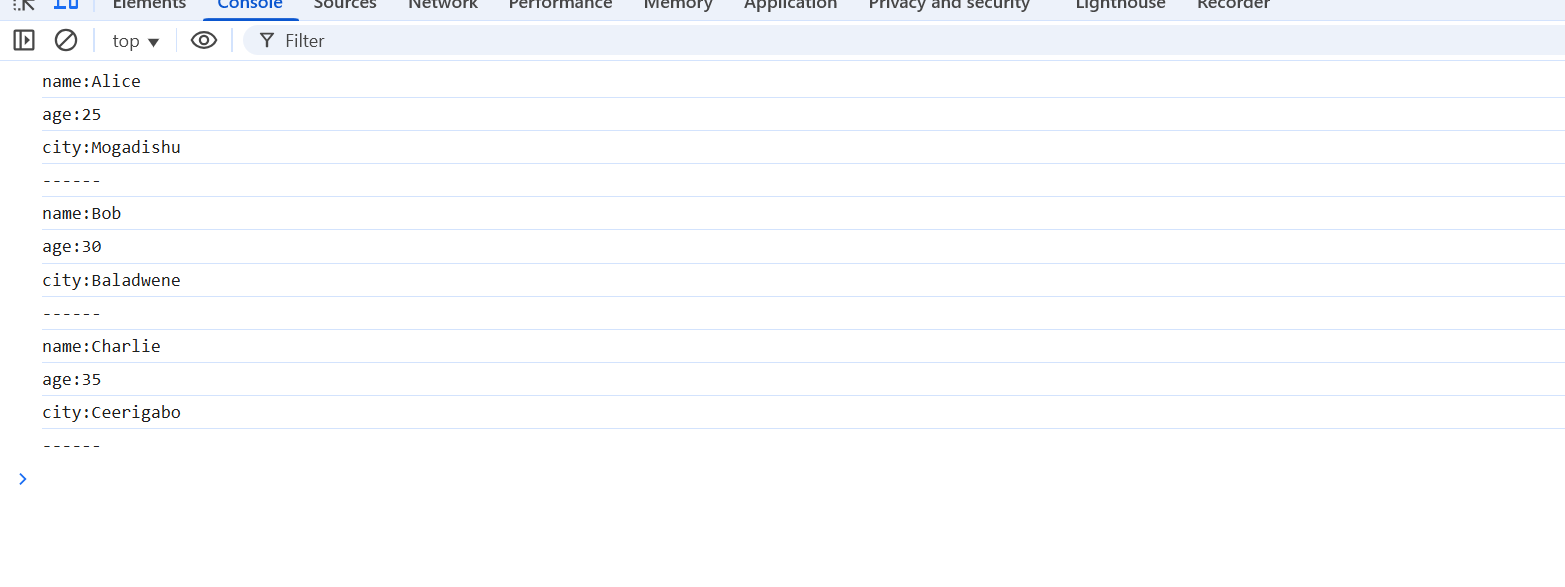 Elements Console Sources Network Performance Memory Application Privacy and security Lighthouse Recorder
top Filter
name:Alice
age:25
city:Mogadishu
------
name:Bob
age:30
city:Baladwene
------
name:Charlie
age:35
city:Ceerigabo
------